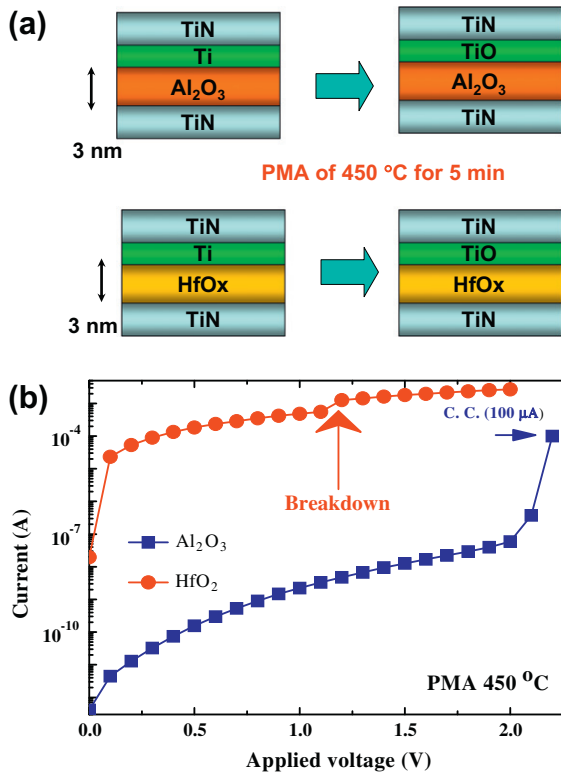 (a)
TiN
Ti
Al₂O₃
TiN
3 nm
TiN
TiO
Al₂O₃
TiN
PMA of 450 °C for 5 min
TiN
Ti
HfOx
TiN
3 nm
TiN
TiO
HfOx
TiN
(b)
C. C. (100 μA)
10⁻⁴
Breakdown
10⁻⁷
Al₂O₃
HfO₂
10⁻¹⁰
Current (A)
PMA 450 ⁰C
0.0 0.5 1.0 1.5 2.0
Applied voltage (V)